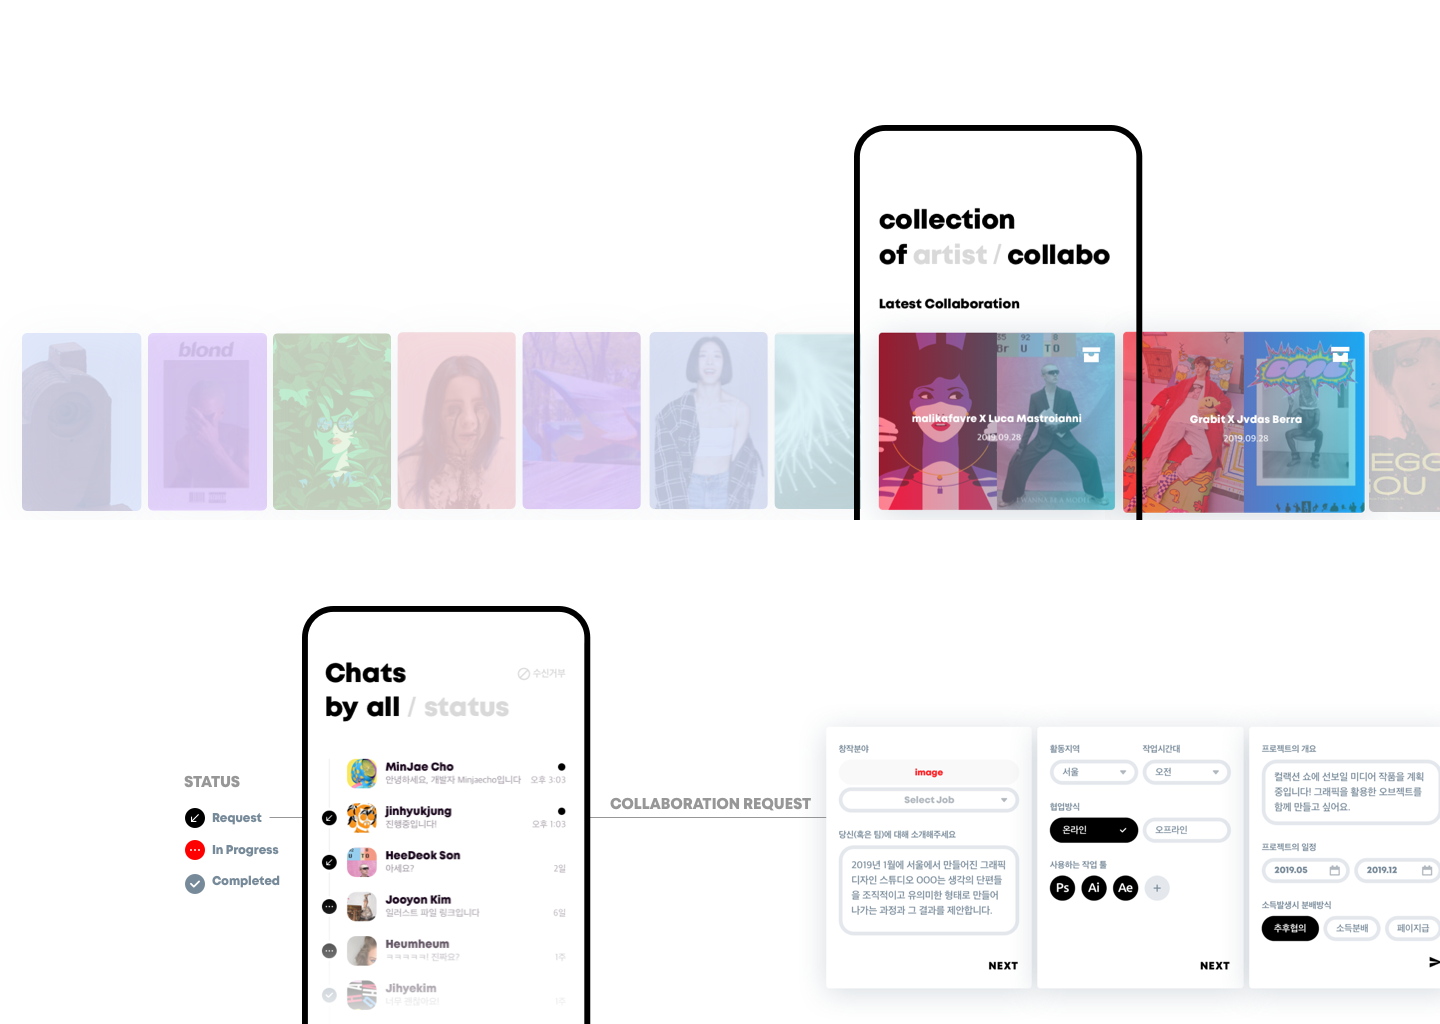 collection
of artist / collabo
Latest Collaboration
blond
85 92 8
Br U TO
malikafavre X Luca Mastroianni
2019.09.28
COOL
Grabit X Jvdas Berra
2019.09.28
EGG
OU
Chats
수신거부
by all / status
STATUS
Request
In Progress
Completed
MinJae Cho
안녕하세요, 개발자 Minjaecho입니다 오후 3:03
jinhyukjung
진행중입니다! 오후 1:03
HeeDeok Son
아세요? 2일
Jooyon Kim
일러스트 파일 링크입니다 6일
Heumheum
ㅋㅋㅋㅋㅋ! 진짜요? 1주
Jihyekim
너무 괜찮아요! 1주
COLLABORATION REQUEST
창작분야
image
Select Job
당신(혹은 팀)에 대해 소개해주세요
2019년 1월에 서울에서 만들어진 그래픽
디자인 스튜디오 OOO는 생각의 단편들
을 조직적이고 유의미한 형태로 만들어
나가는 과정과 그 결과를 제안합니다.
NEXT
활동지역 작업시간대
서울 오전
협업방식
온라인 오프라인
사용하는 작업 툴
Ps Ai Ae +
NEXT
프로젝트의 개요
컬랙션 쇼에 선보일 미디어 작품을 계획
중입니다! 그래픽을 활용한 오브젝트를
함께 만들고 싶어요.
프로젝트의 일정
2019.05 2019.12
소득발생시 분배방식
추후협의 소득분배 페이지급